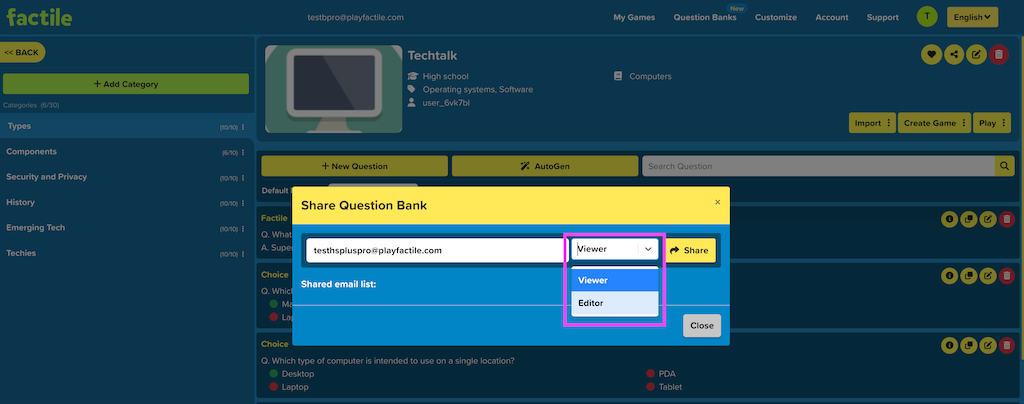 factile
testbpro@playfactile.com
My Games
Question Banks
New
Customize
Account
Support
T
English
<< BACK
+ Add Category
Categories (6/30)
Types (10/10)
Components (6/10)
Security and Privacy (10/10)
History (10/10)
Emerging Tech (10/10)
Techies (10/10)
Techtalk
High school
Computers
Operating systems, Software
user_6vk7bl
Import
Create Game
Play
+ New Question
AutoGen
Search Question
Default
Share Question Bank
×
testhspluspro@playfactile.com
Viewer
Share
Viewer
Editor
Shared email list:
Close
Factile
Q. What
A. Super
Choice
Q. Which
Choice
Q. Which type of computer is intended to use on a single location?
Desktop
PDA
Laptop
Tablet